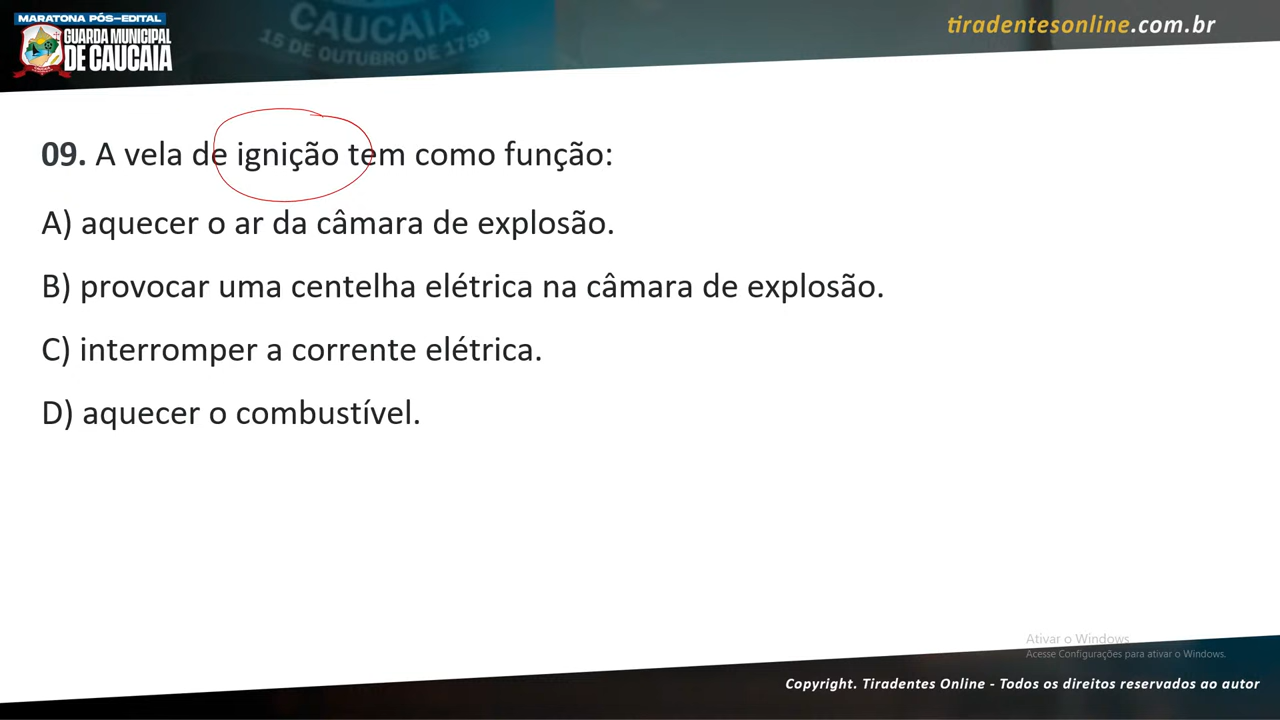 MARATONA PÓS-EDITAL
GUARDA MUNICIPAL
DE CAUCAIA
CAUCAIA
15 DE OUTUBRO DE 1759
tiradentesonline.com.br
09. A vela de ignição tem como função:
A) aquecer o ar da câmara de explosão.
B) provocar uma centelha elétrica na câmara de explosão.
C) interromper a corrente elétrica.
D) aquecer o combustível.
Ativar o Windows
Acesse Configurações para ativar o Windows.
Copyright. Tiradentes Online - Todos os direitos reservados ao autor